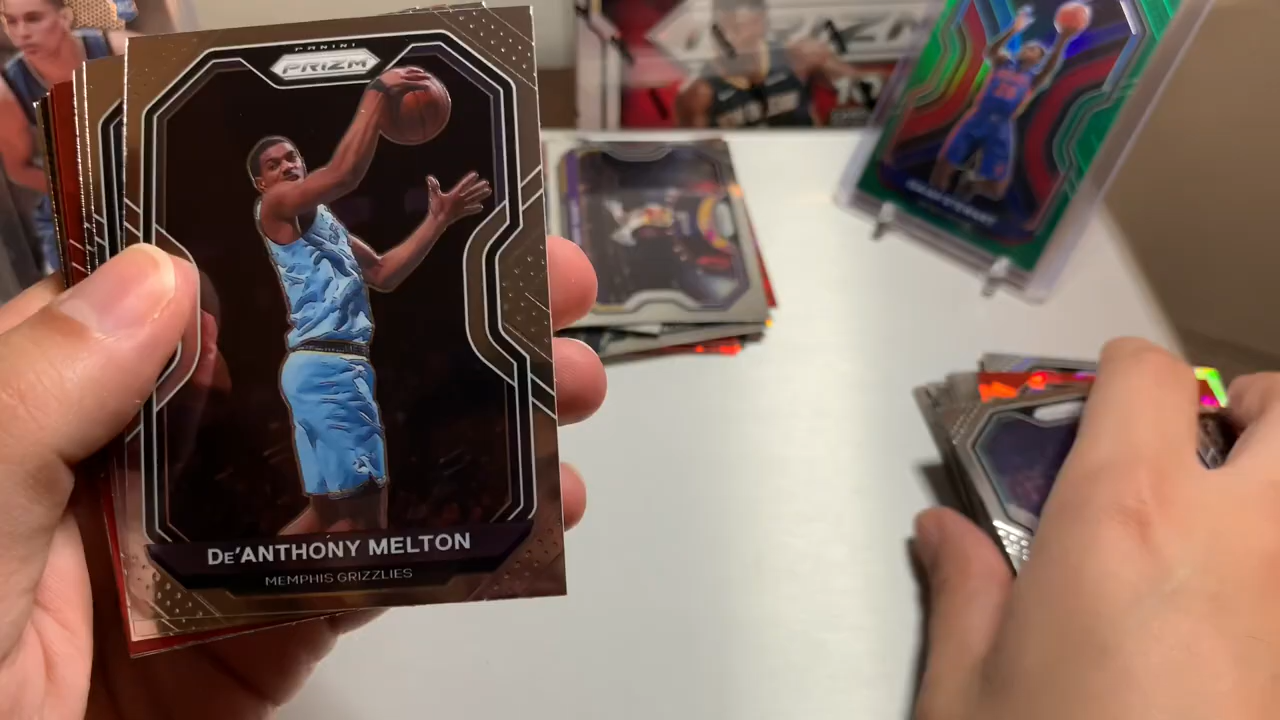 PANINI
PRIZM
De'ANTHONY MELTON
MEMPHIS GRIZZLIES
PRIZM